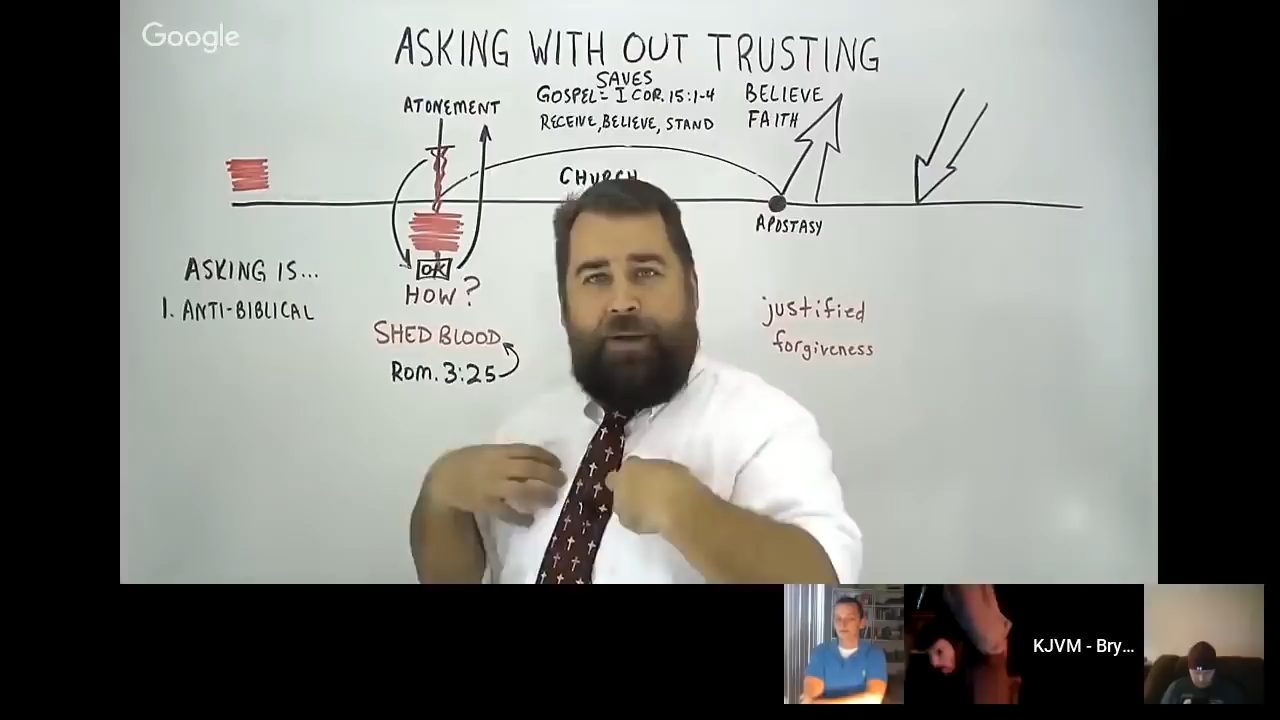 Google
ASKING WITH OUT TRUSTING
SAVES
ATONEMENT
GOSPEL = I COR. 15:1-4
RECEIVE, BELIEVE, STAND
BELIEVE
FAITH
CHURCH
APOSTASY
ASKING IS...
1. ANTI-BIBLICAL
OK
HOW?
SHED BLOOD
Rom. 3:25
justified
forgiveness
KJVM - Bry...